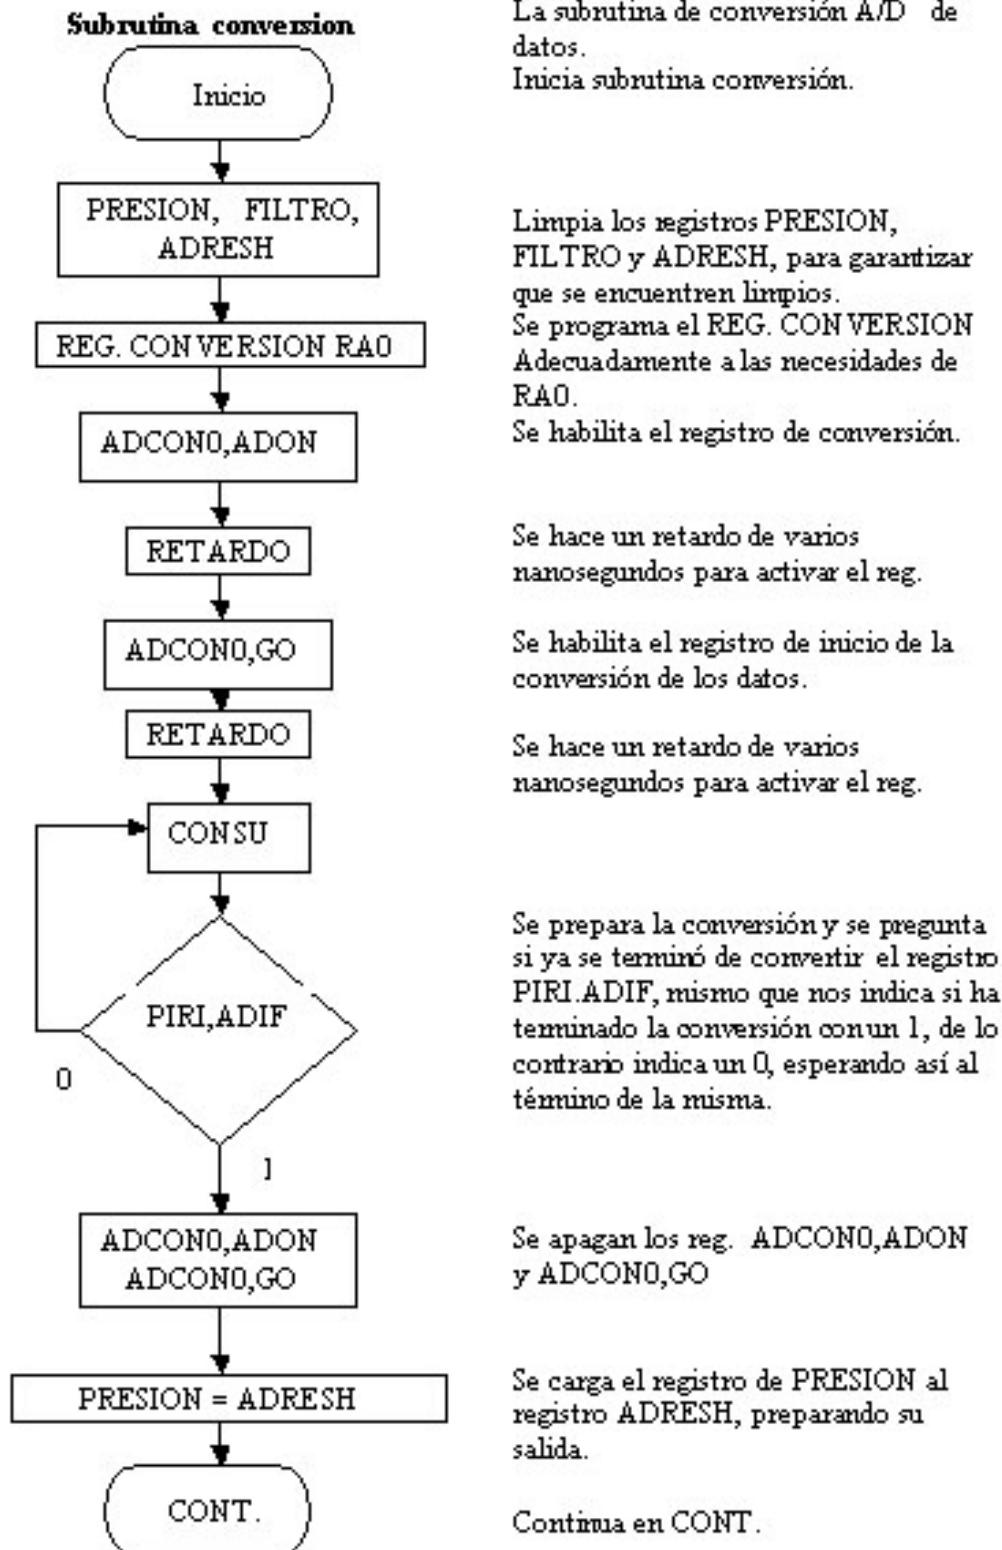 Subrutina conversion
La subrutina de conversión A/D de
datos.
Inicio
Inicia subrutina conversión.
PRESION, FILTRO,
ADRESH
Limpia los registros PRESION,
FILTRO y ADRESH, para garantizar
que se encuentren limpios.
REG. CONVERSION RA0
Se programa el REG. CONVERSION
Adecuadamente a las necesidades de
RA0.
ADCON0,ADON
Se habilita el registro de conversión.
RETARDO
Se hace un retardo de varios
nanosegundos para activar el reg.
ADCON0,GO
Se habilita el registro de inicio de la
conversión de los datos.
RETARDO
Se hace un retardo de varios
nanosegundos para activar el reg.
CONSU
PIRI,ADIF
0
1
Se prepara la conversión y se pregunta
si ya se terminó de convertir el registro
PIRI.ADIF, mismo que nos indica si ha
terminado la conversión con un 1, de lo
contrario indica un 0, esperando así al
término de la misma.
ADCON0,ADON
ADCON0,GO
Se apagan los reg. ADCON0,ADON
y ADCON0,GO
PRESION = ADRESH
Se carga el registro de PRESION al
registro ADRESH, preparando su
salida.
CONT.
Continua en CONT.